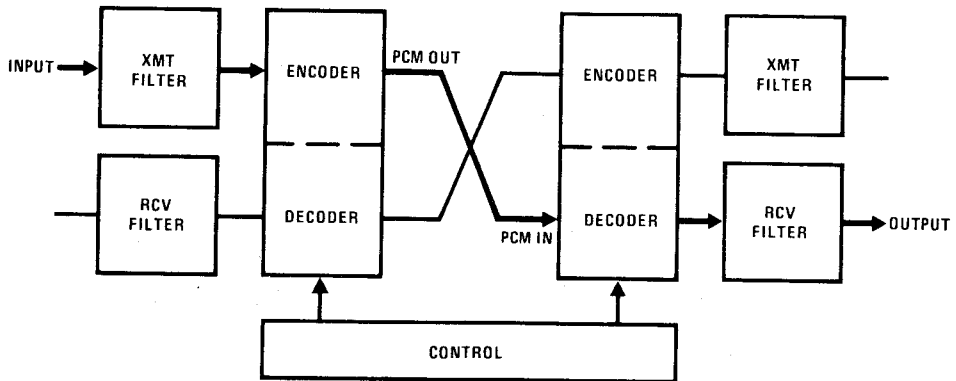 INPUT
XMT
FILTER
ENCODER
PCM OUT
ENCODER
XMT
FILTER
RCV
FILTER
DECODER
PCM IN
DECODER
RCV
FILTER
OUTPUT
CONTROL